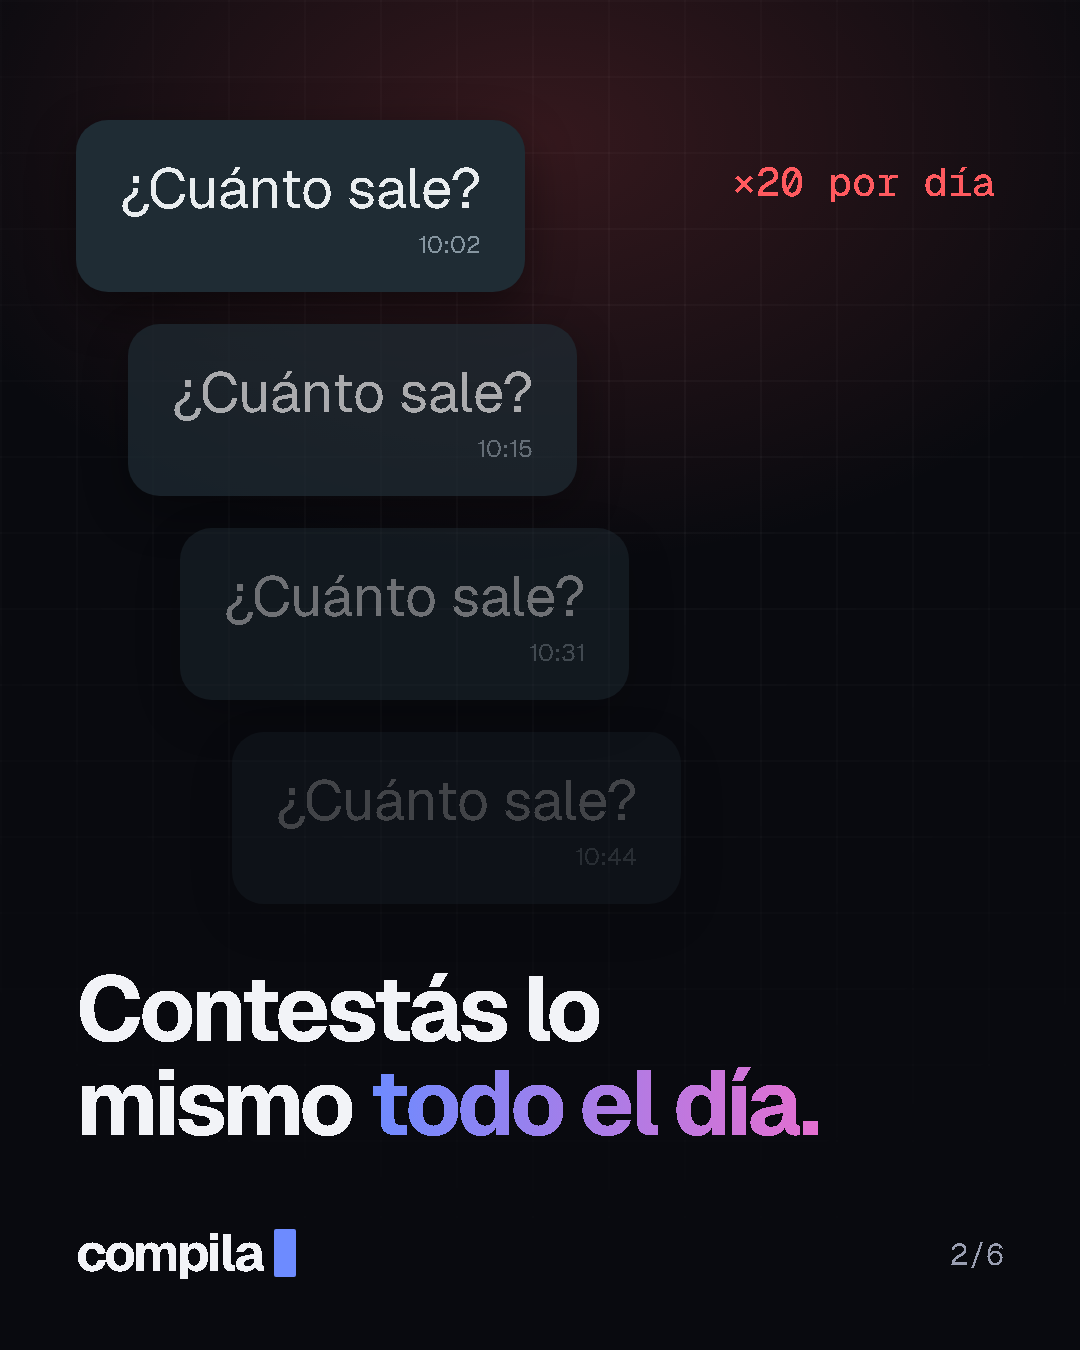 ¿Cuánto sale?
10:02
×20 por día
¿Cuánto sale?
10:15
¿Cuánto sale?
10:31
¿Cuánto sale?
10:44
Contestás lo
mismo todo el día.
compila
2/6